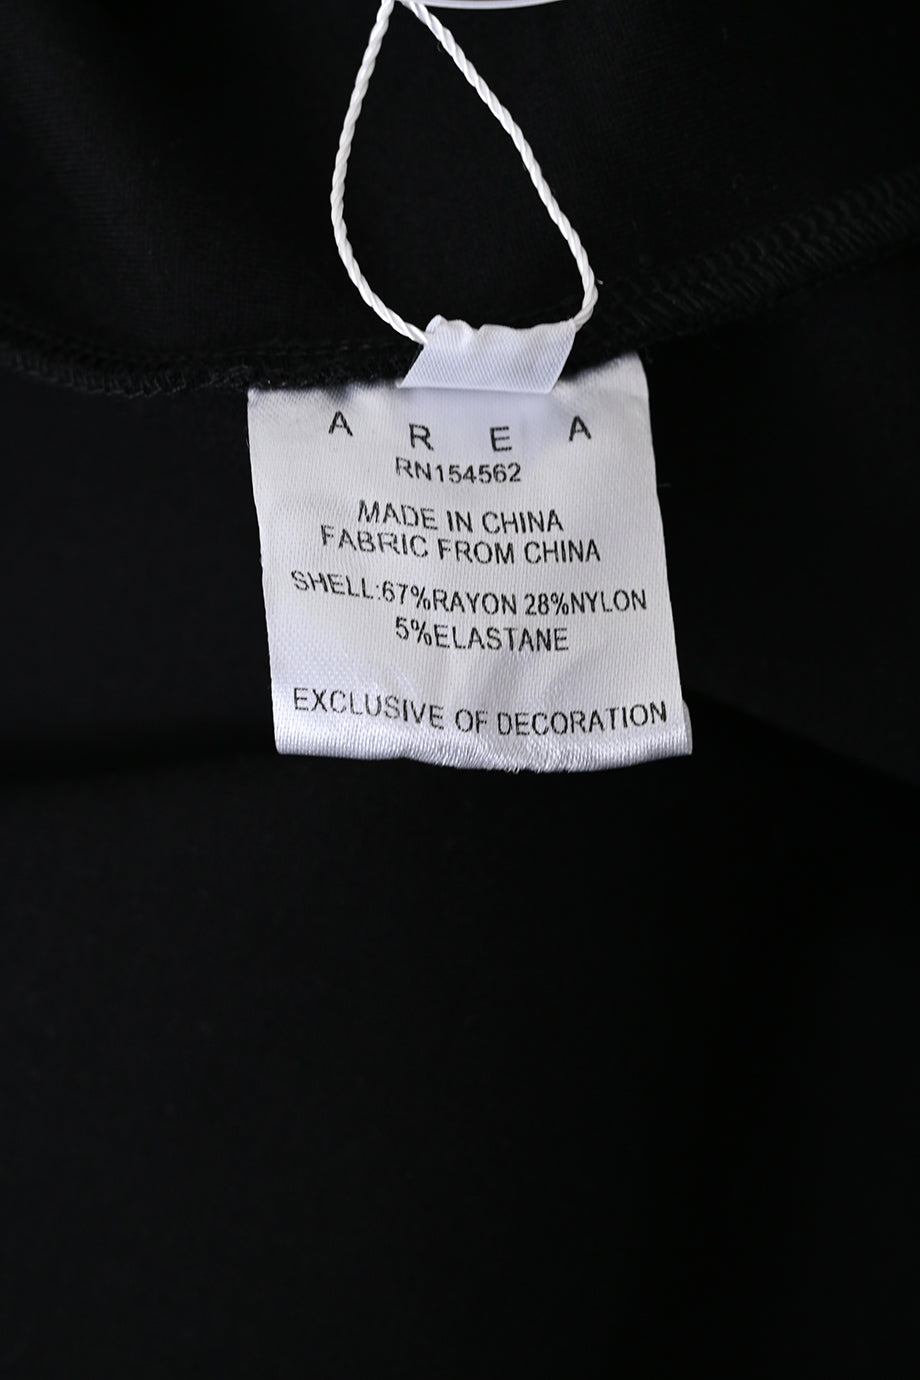 A R E A
RN154562
MADE IN CHINA
FABRIC FROM CHINA
SHELL:67%RAYON 28%NYLON
5%ELASTANE
EXCLUSIVE OF DECORATION